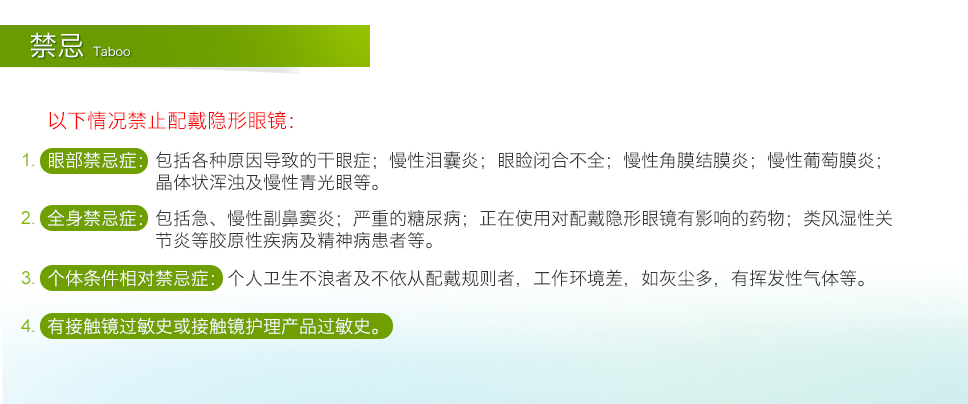 禁忌 Taboo
以下情况禁止配戴隐形眼镜：
1. 眼部禁忌症：包括各种原因导致的干眼症；慢性泪囊炎；眼睑闭合不全；慢性角膜结膜炎；慢性葡萄膜炎；
晶体状浑浊及慢性青光眼等。
2. 全身禁忌症：包括急、慢性副鼻窦炎；严重的糖尿病；正在使用对配戴隐形眼镜有影响的药物；类风湿性关
节炎等胶原性疾病及精神病患者等。
3. 个体条件相对禁忌症：个人卫生不浪者及不依从配戴规则者，工作环境差，如灰尘多，有挥发性气体等。
4. 有接触镜过敏史或接触镜护理产品过敏史。